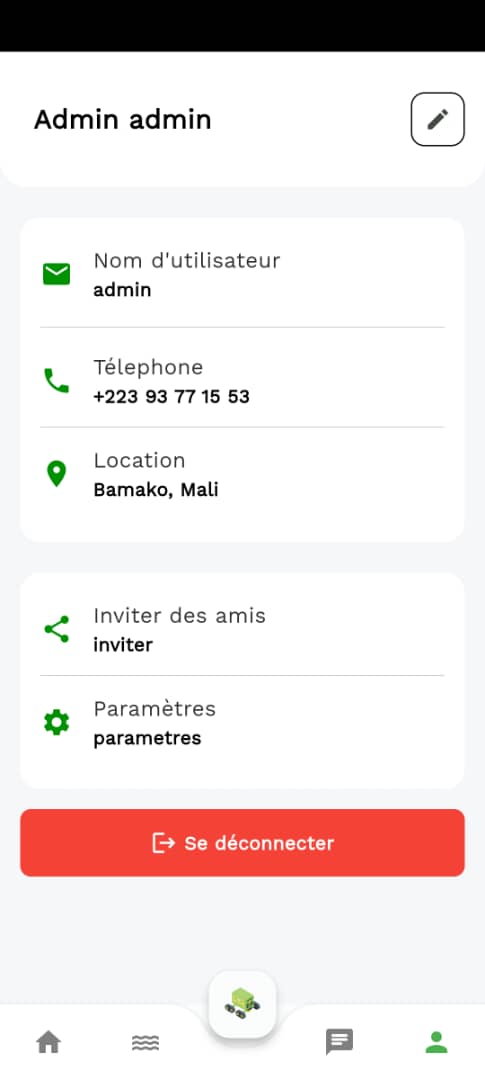 Admin admin
Nom d'utilisateur
admin
Télephone
+223 93 77 15 53
Location
Bamako, Mali
Inviter des amis
inviter
Paramètres
parametres
Se déconnecter